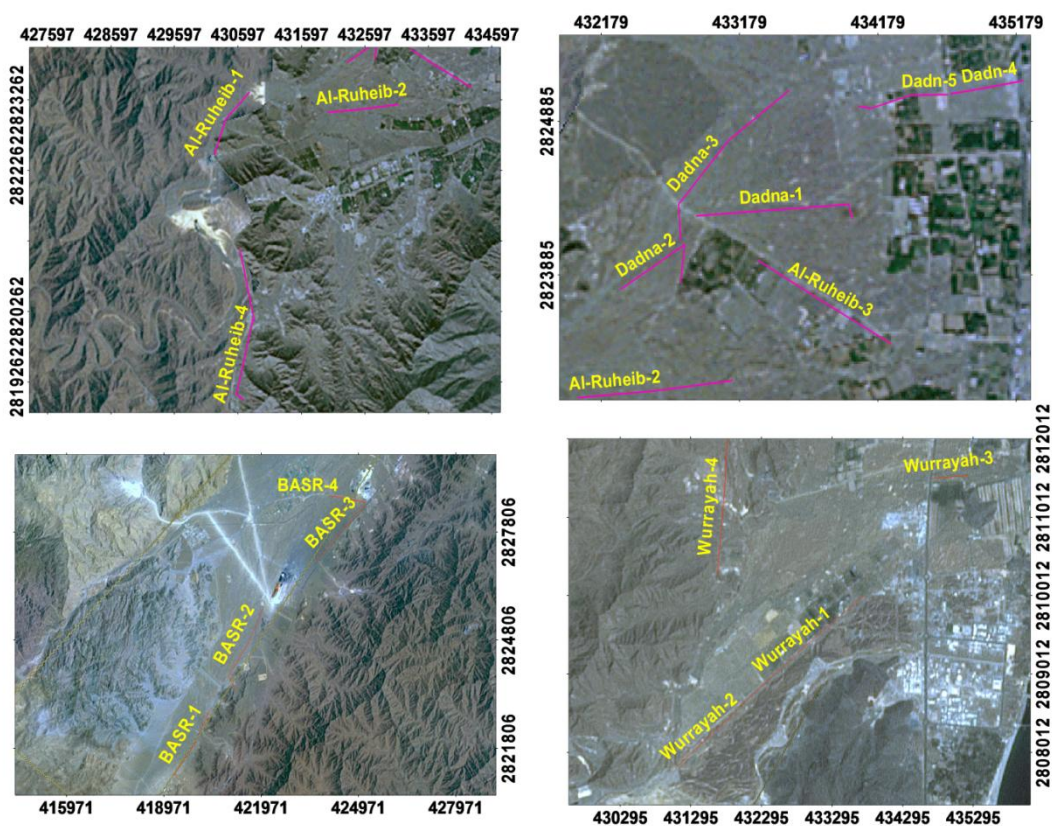 427597 428597 429597 430597 431597 432597 433597 434597
2823262
2822262
2820262
2819262
Al-Ruheib-1
Al-Ruheib-2
Al-Ruheib-4
432179 433179 434179 435179
2824885
2823885
Dadn-5 Dadn-4
Dadna-3
Dadna-1
Dadna-2
Al-Ruheib-3
Al-Ruheib-2
BASR-4
BASR-3
BASR-2
BASR-1
2827806
2824806
2821806
415971 418971 421971 424971 427971
Wurrayah-3
Wurrayah-4
Wurrayah-1
Wurrayah-2
2812012
2811012
2810012
2809012
2808012
430295 431295 432295 433295 434295 435295